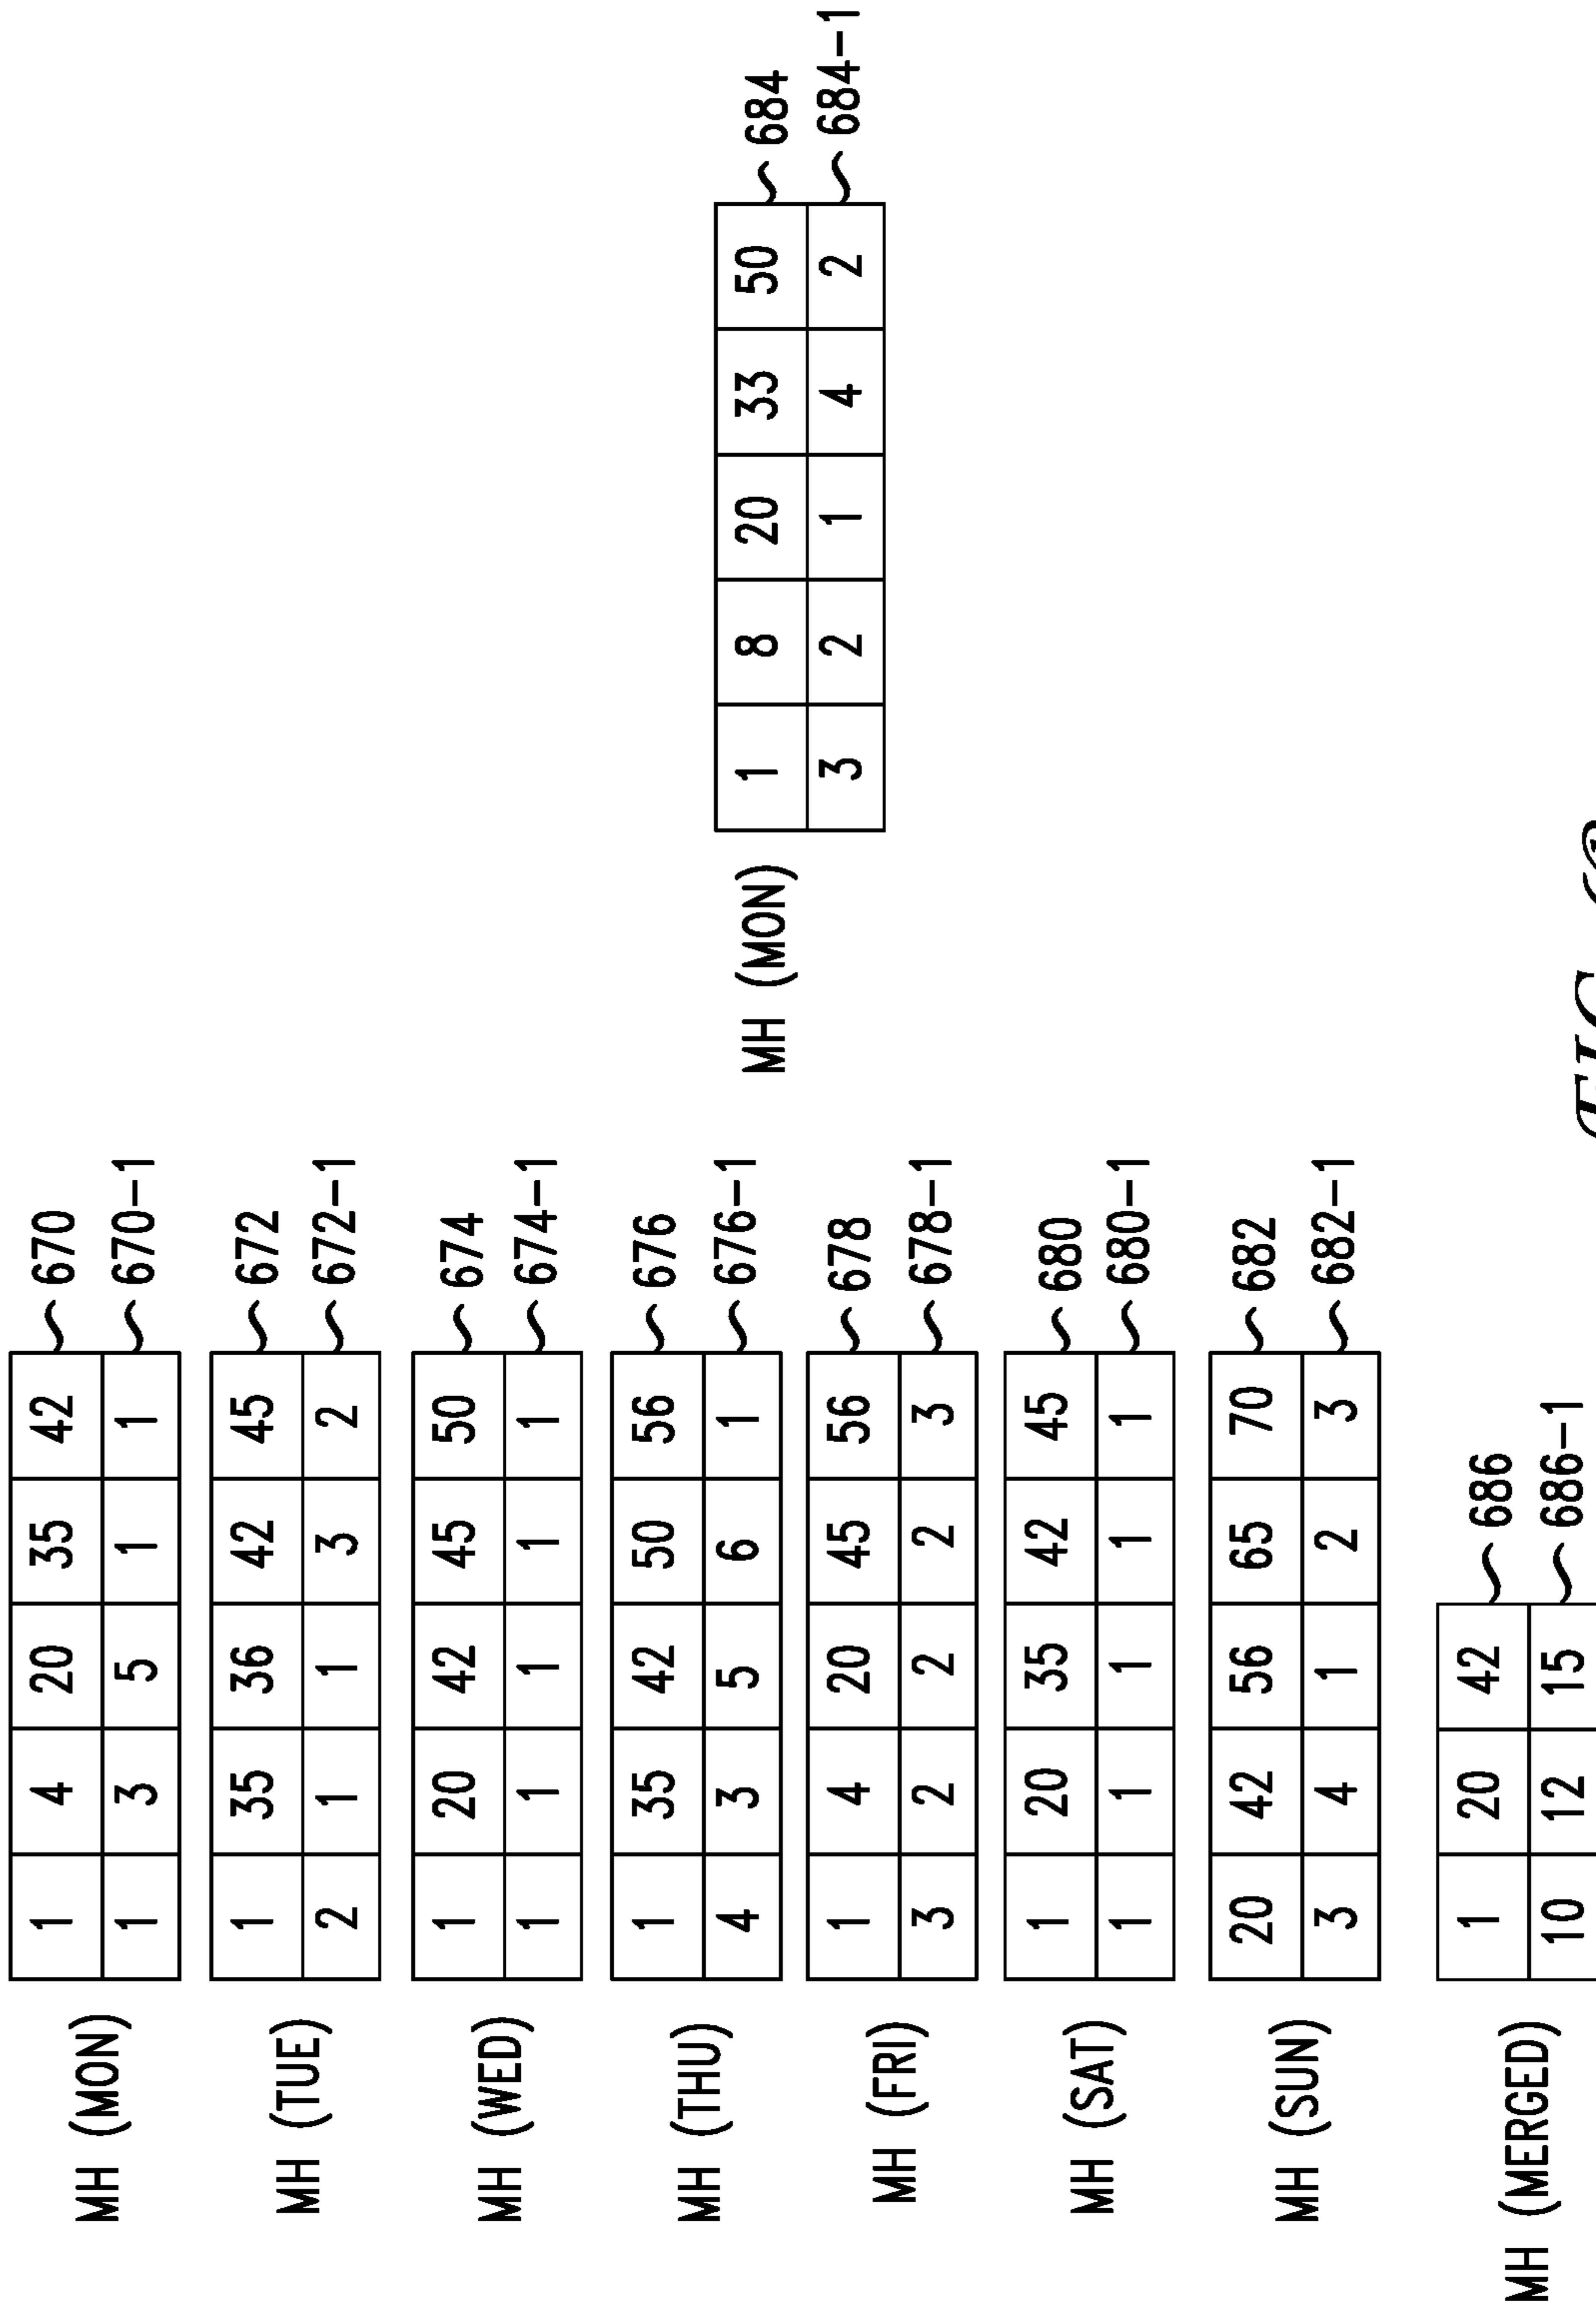 MH (MON)
1 4 20 35 42 670
1 3 5 1 1 670-1
MH (TUE)
1 35 36 42 45 672
2 1 1 3 2 672-1
MH (WED)
1 20 42 45 50 674
1 1 1 1 1 674-1
MH (THU)
1 35 42 50 56 676
4 3 5 6 1 676-1
MH (FRI)
1 4 20 45 56 678
3 2 2 2 3 678-1
MH (SAT)
1 20 35 42 45 680
1 1 1 1 1 680-1
MH (SUN)
20 42 56 65 70 682
3 4 1 2 3 682-1
MH (MERGED)
1 20 42 686
10 12 15 686-1
MH (MON)
1 8 20 33 50 684
3 2 1 4 2 684-1